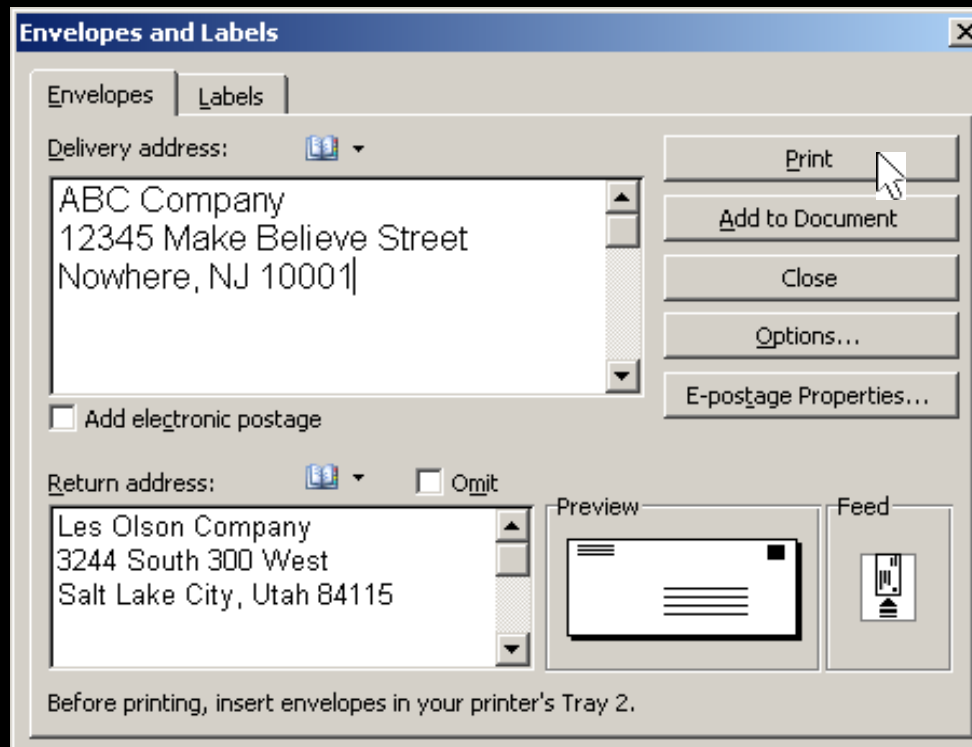 Envelopes and Labels
Envelopes
Labels
Delivery address:
ABC Company
12345 Make Believe Street
Nowhere, NJ 10001
Print
Add to Document
Close
Options...
E-postage Properties...
Add electronic postage
Return address:
Omit
Les Olson Company
3244 South 300 West
Salt Lake City, Utah 84115
Preview
Feed
Before printing, insert envelopes in your printer's Tray 2.